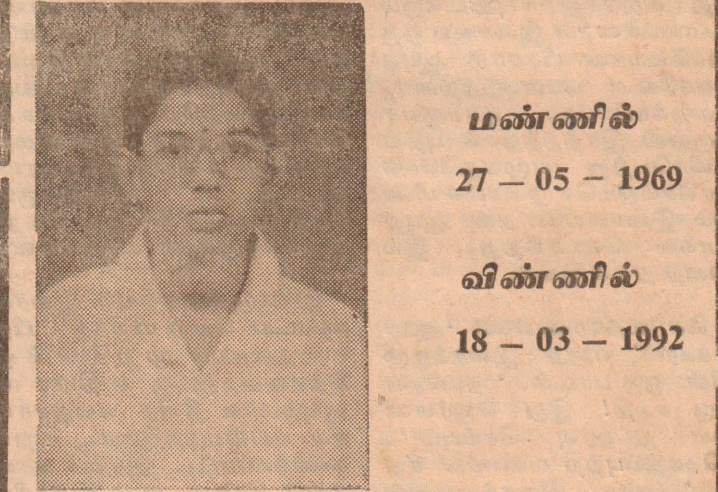 மண்ணில்
27 – 05 – 1969
விண்ணில்
18 – 03 – 1992